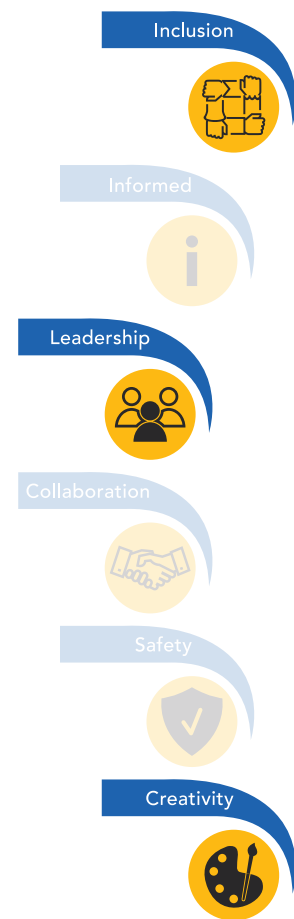 Inclusion
Informed
Leadership
Collaboration
Safety
Creativity